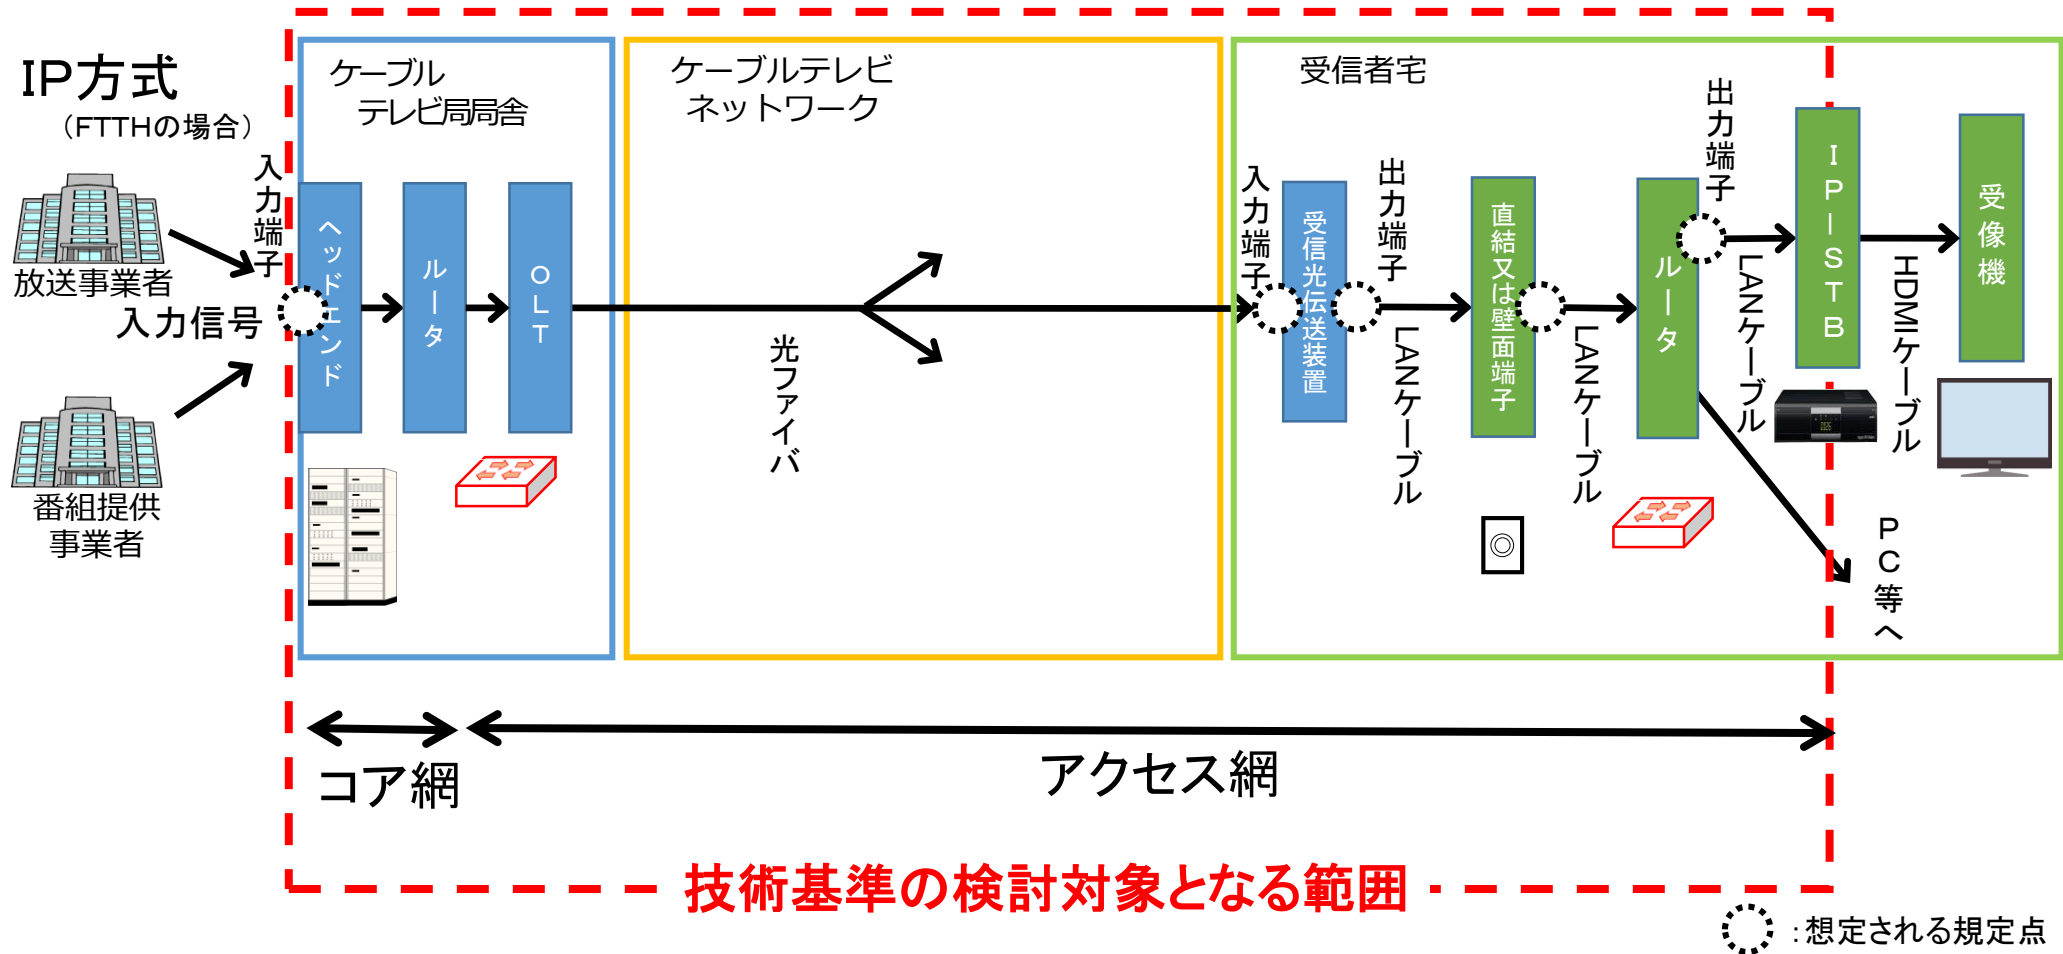 IP方式
（FTTHの場合）
ケーブル
テレビ局局舎
ケーブルテレビ
ネットワーク
受信者宅
放送事業者
入力信号
番組提供
事業者
入力端子
ヘッドエンド
ルータ
OLT
光ファイバ
入力端子
受信光伝送装置
出力端子
LANケーブル
直結又は壁面端子
LANケーブル
ルータ
出力端子
LANケーブル
IP－STB
HDMIケーブル
受像機
PC等へ
コア網
アクセス網
技術基準の検討対象となる範囲
：想定される規定点